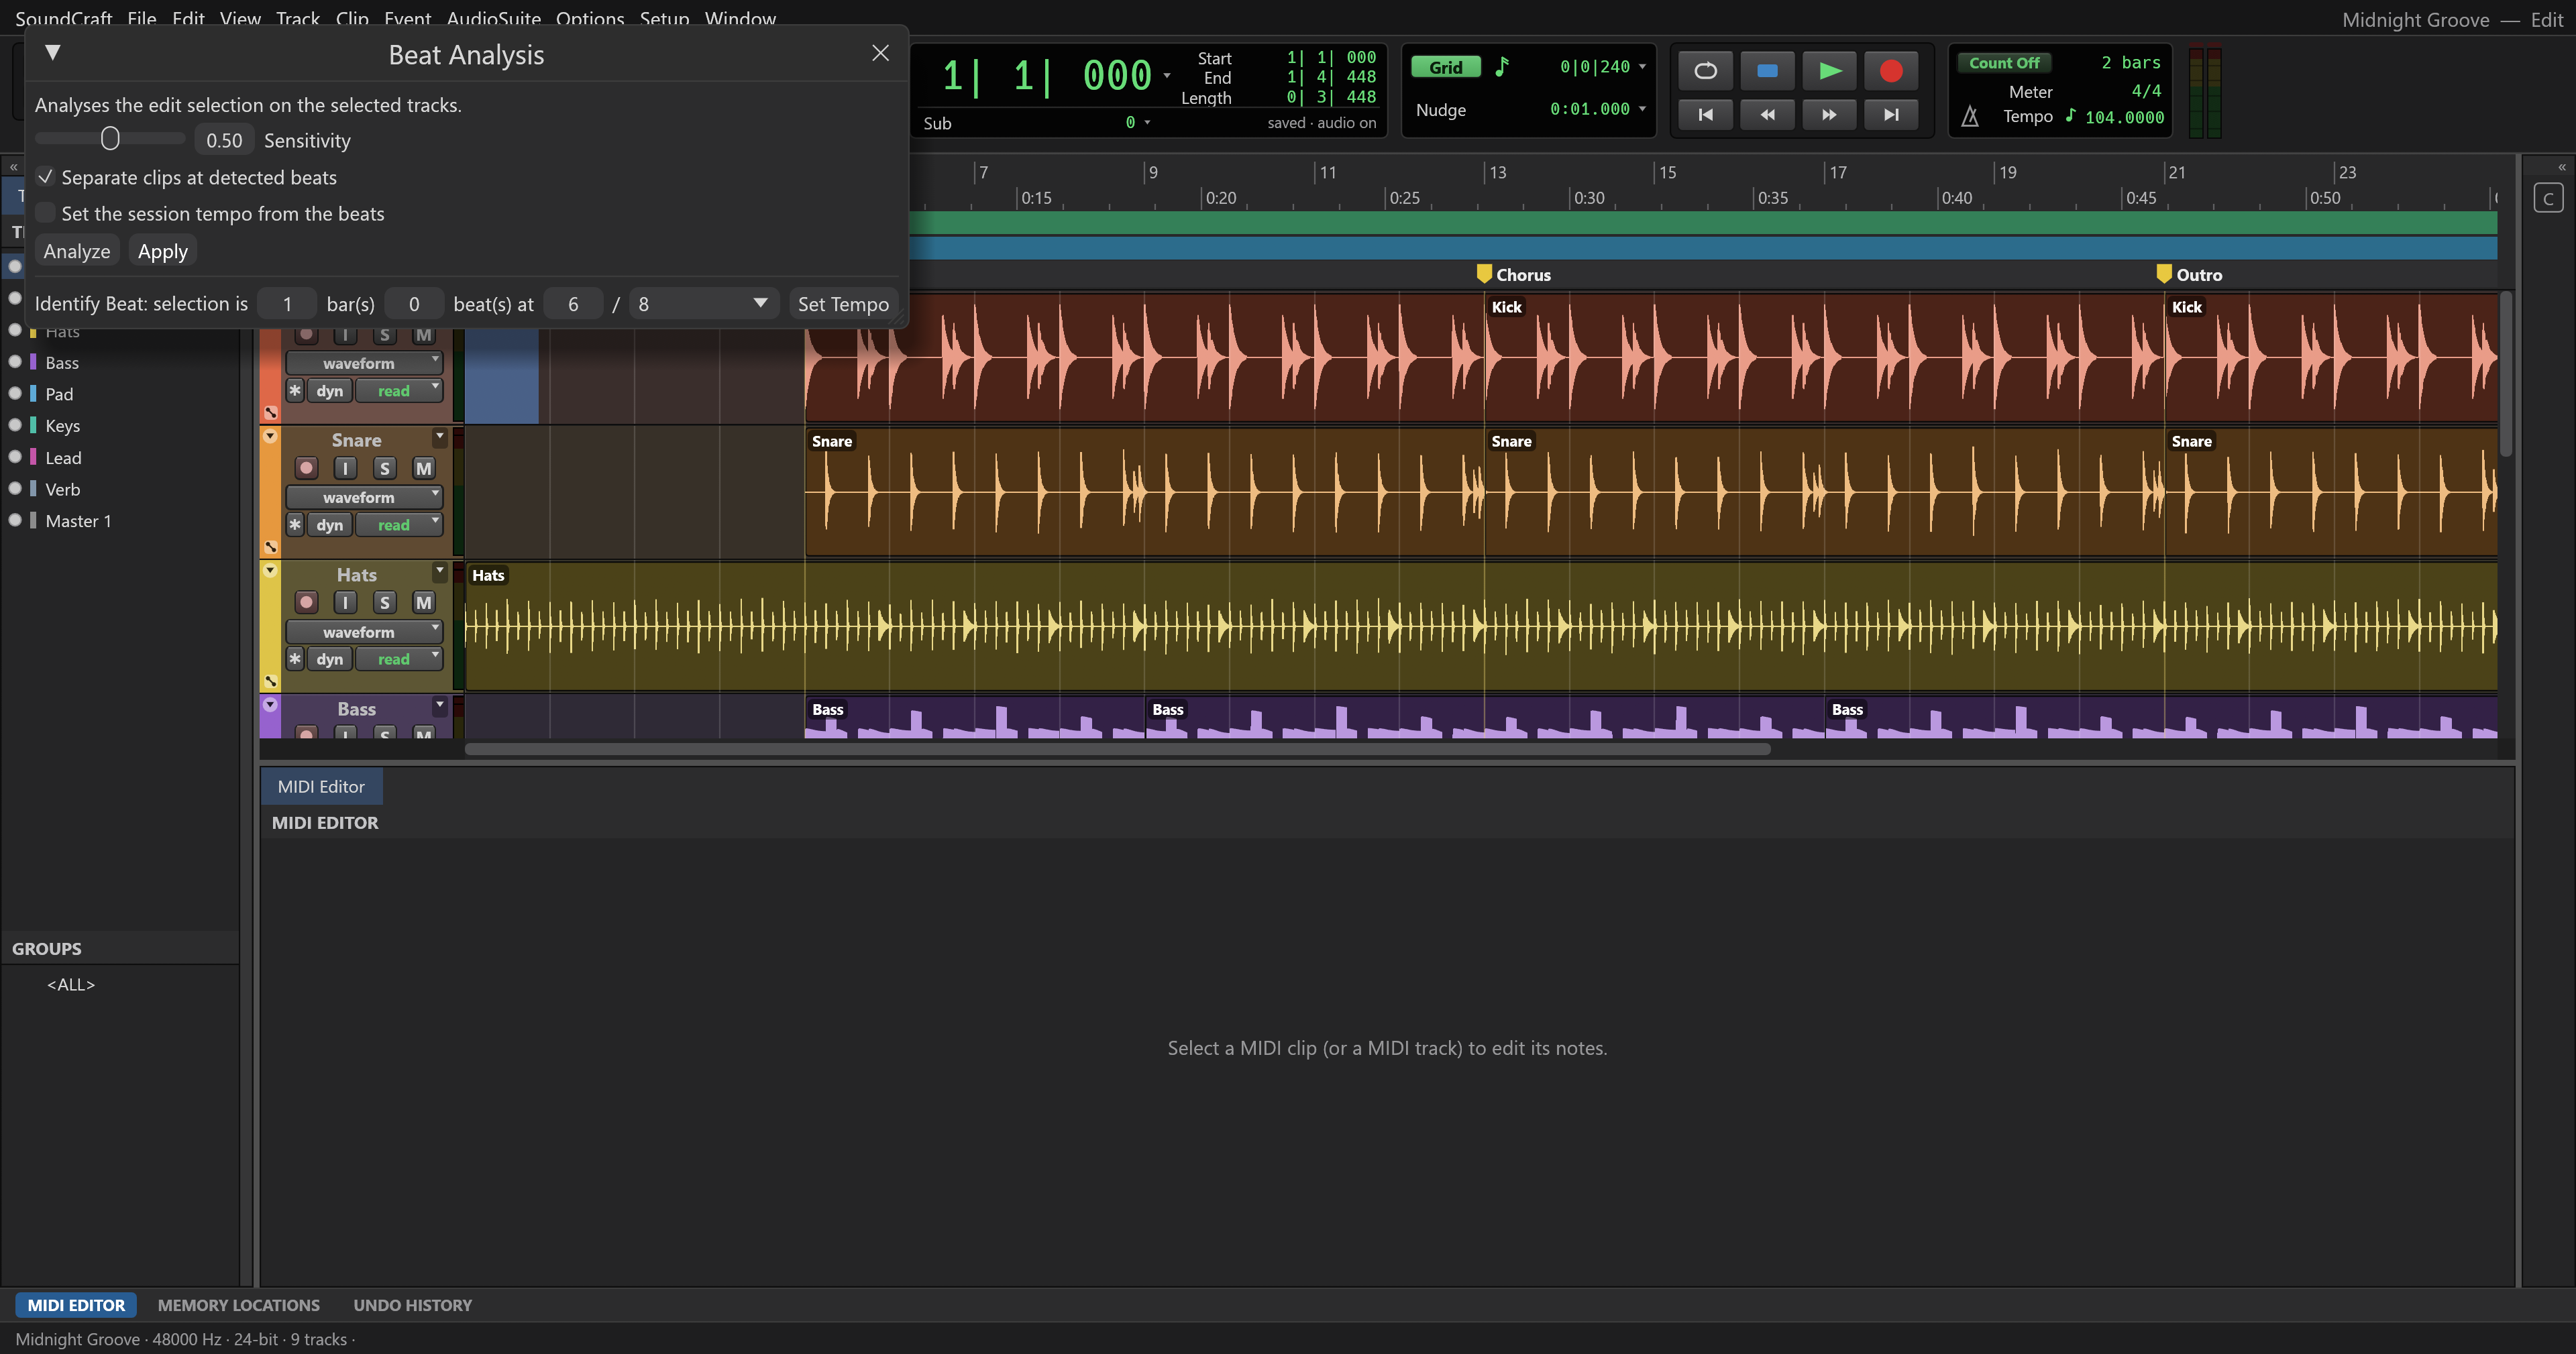 SoundCraft File Edit View Track Clip Event AudioSuite Options Setup Window
Midnight Groove — Edit
Beat Analysis
Analyses the edit selection on the selected tracks.
0.50 Sensitivity
Separate clips at detected beats
Set the session tempo from the beats
Analyze Apply
Identify Beat: selection is 1 bar(s) 0 beat(s) at 6 / 8 Set Tempo
1| 1| 000
Start 1| 1| 000
End 1| 4| 448
Length 0| 3| 448
Sub 0 saved · audio on
Grid 0|0|240
Nudge 0:01.000
Count Off 2 bars
Meter 4/4
Tempo 104.0000
7 9 11 13 15 17 19 21 23
0:15 0:20 0:25 0:30 0:35 0:40 0:45 0:50
Chorus Outro
Hats
Bass
Pad
Keys
Lead
Verb
Master 1
GROUPS
<ALL>
I S M
waveform
dyn read
Kick Kick
Snare
I S M
waveform
dyn read
Snare Snare Snare
Hats
I S M
waveform
dyn read
Hats
Bass
I S M
Bass Bass Bass
C
MIDI Editor
MIDI EDITOR
Select a MIDI clip (or a MIDI track) to edit its notes.
MIDI EDITOR MEMORY LOCATIONS UNDO HISTORY
Midnight Groove · 48000 Hz · 24-bit · 9 tracks ·